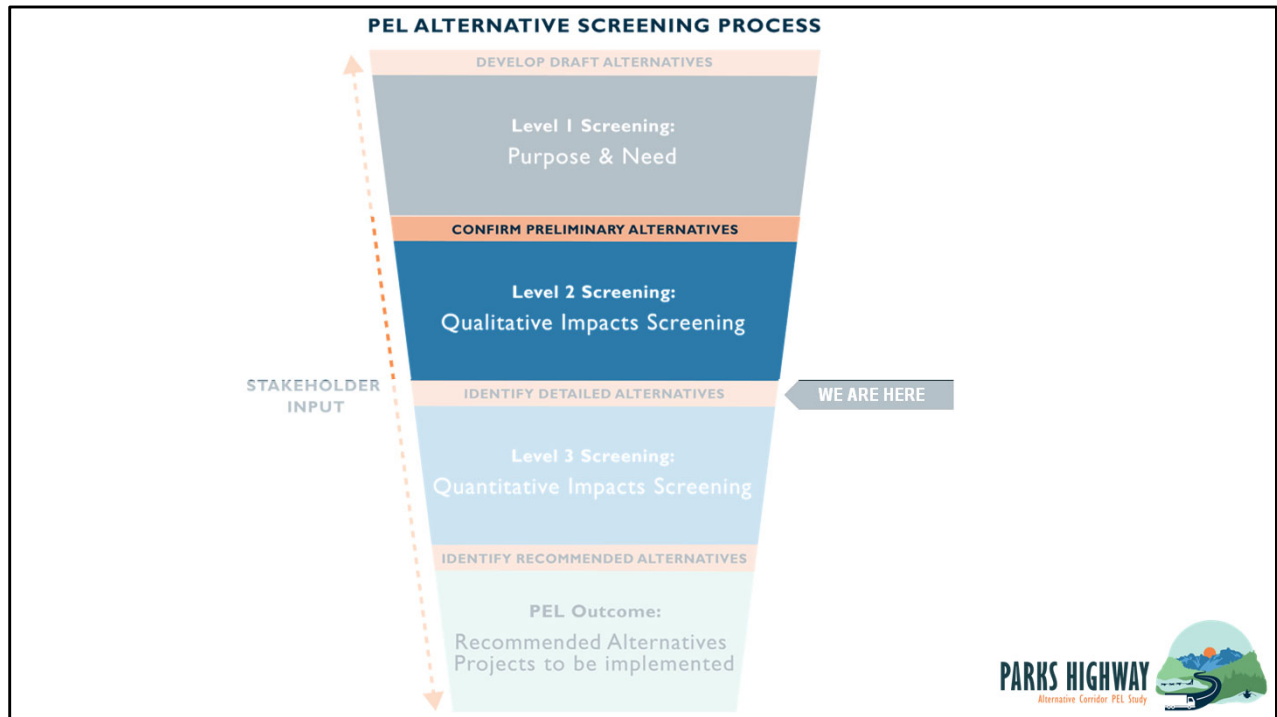 PEL ALTERNATIVE SCREENING PROCESS
DEVELOP DRAFT ALTERNATIVES
Level 1 Screening:
Purpose & Need
CONFIRM PRELIMINARY ALTERNATIVES
Level 2 Screening:
Qualitative Impacts Screening
STAKEHOLDER
INPUT
IDENTIFY DETAILED ALTERNATIVES
WE ARE HERE
Level 3 Screening:
Quantitative Impacts Screening
IDENTIFY RECOMMENDED ALTERNATIVES
PEL Outcome:
Recommended Alternatives
Projects to be implemented
PARKS HIGHWAY
Alternative Corridor PEL Study